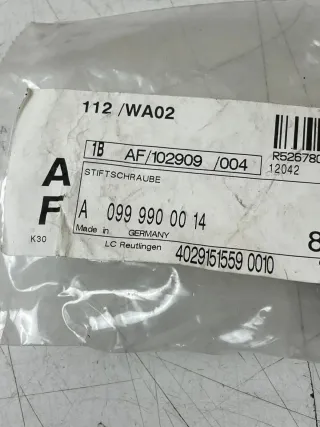 112 /WA02
1B AF/102909 /004
R526780
12042
STIFTSCHRAUBE
A
F
A 099 990 00 14
Made in GERMANY
K30
LC Reutlingen
4029151559 0010